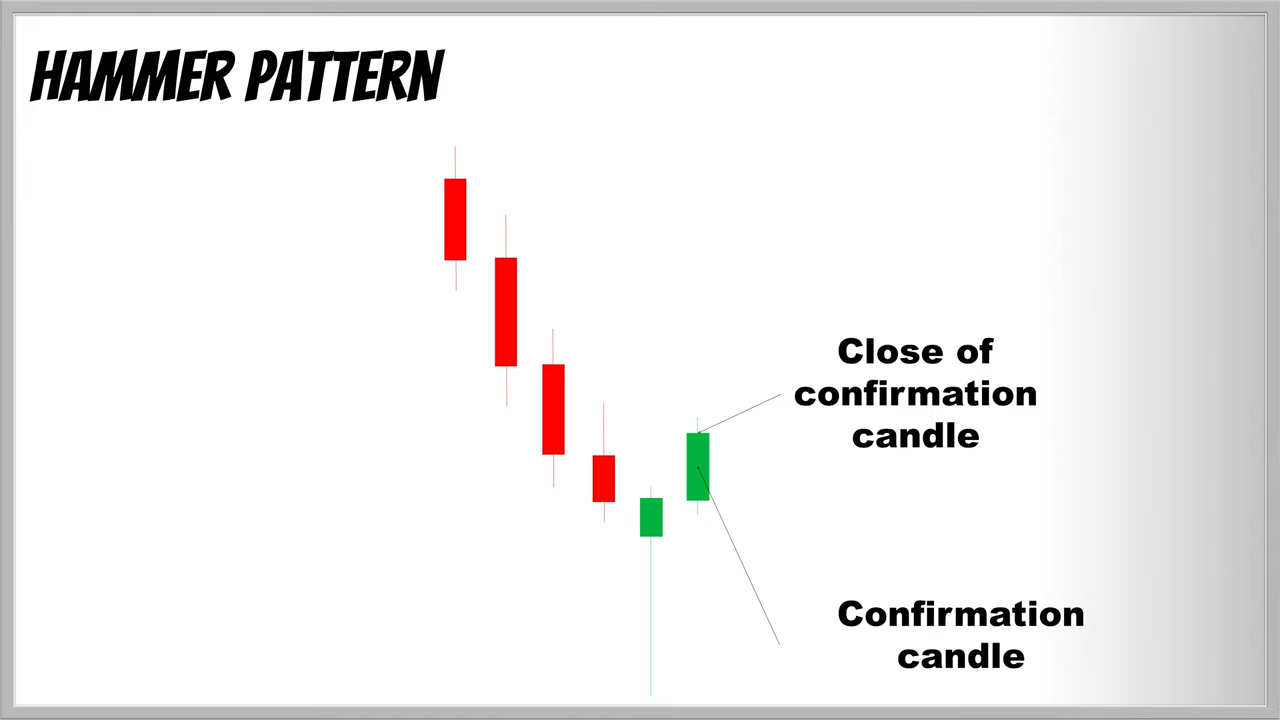 HAMMER PATTERN
Close of
confirmation
candle
Confirmation
candle